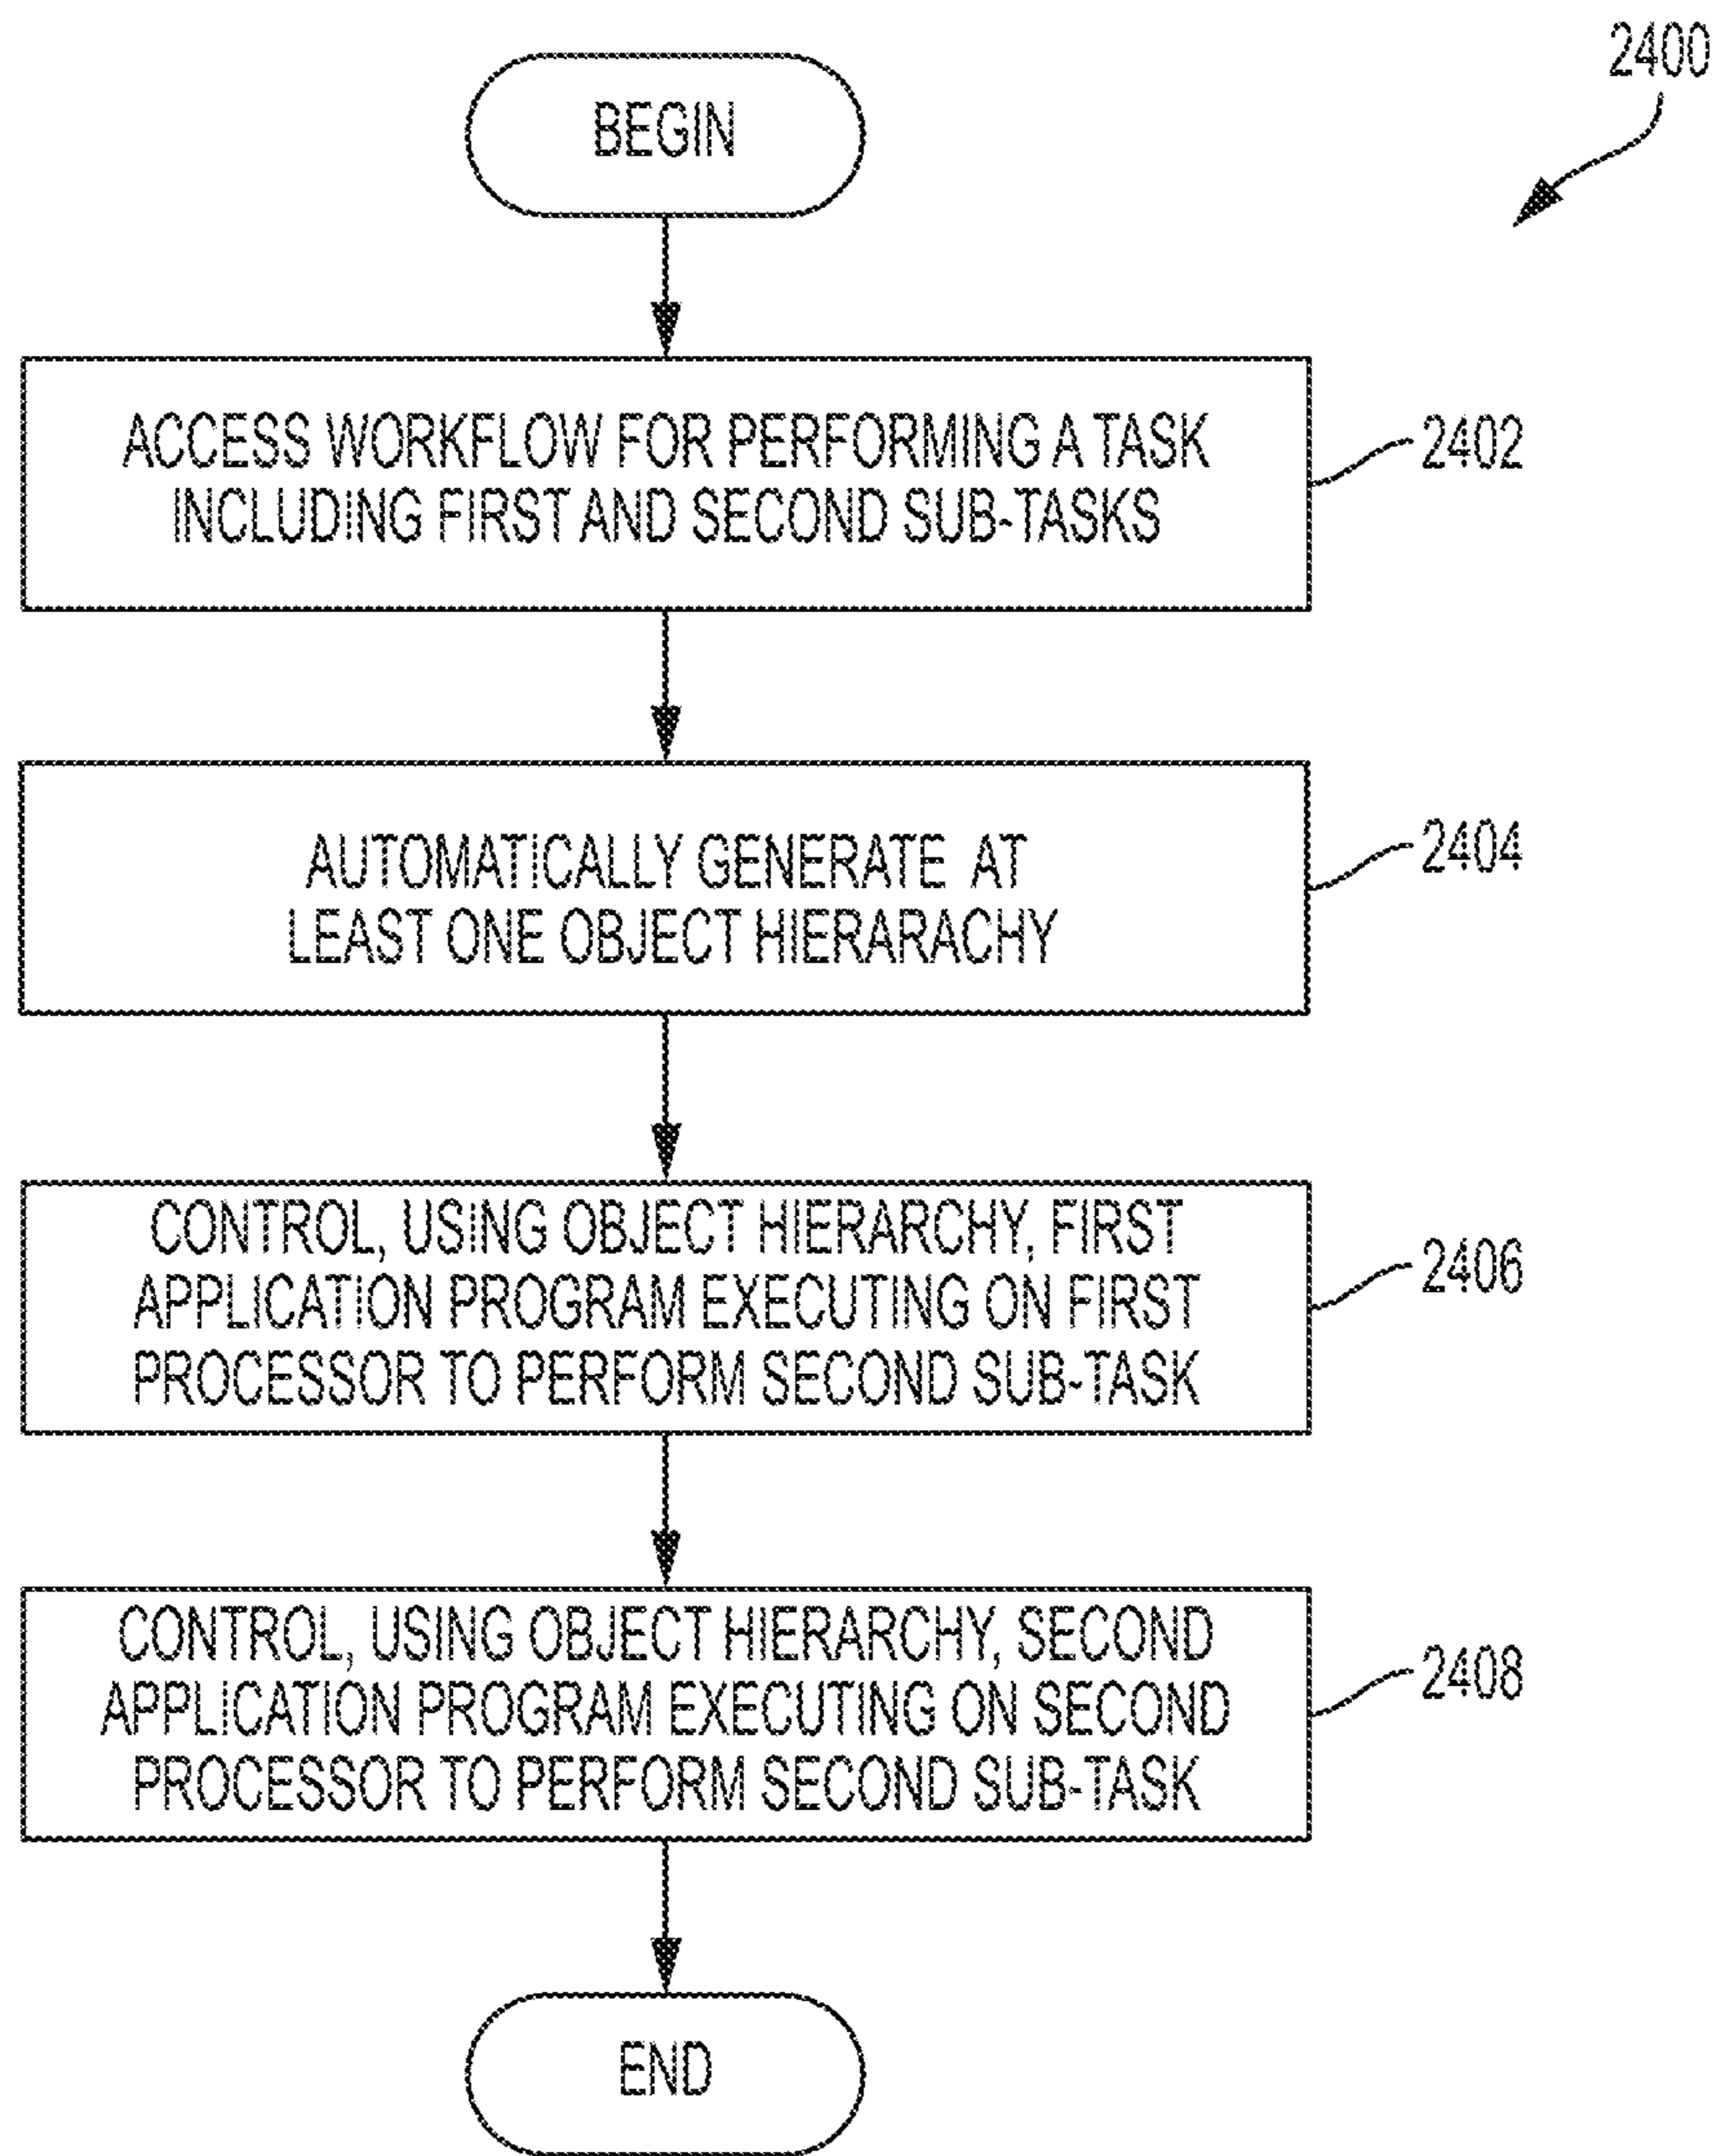 2400
BEGIN
ACCESS WORKFLOW FOR PERFORMING A TASK
INCLUDING FIRST AND SECOND SUB-TASKS
2402
AUTOMATICALLY GENERATE AT
LEAST ONE OBJECT HIERARACHY
2404
CONTROL, USING OBJECT HIERARCHY, FIRST
APPLICATION PROGRAM EXECUTING ON FIRST
PROCESSOR TO PERFORM SECOND SUB-TASK
2406
CONTROL, USING OBJECT HIERARCHY, SECOND
APPLICATION PROGRAM EXECUTING ON SECOND
PROCESSOR TO PERFORM SECOND SUB-TASK
2408
END